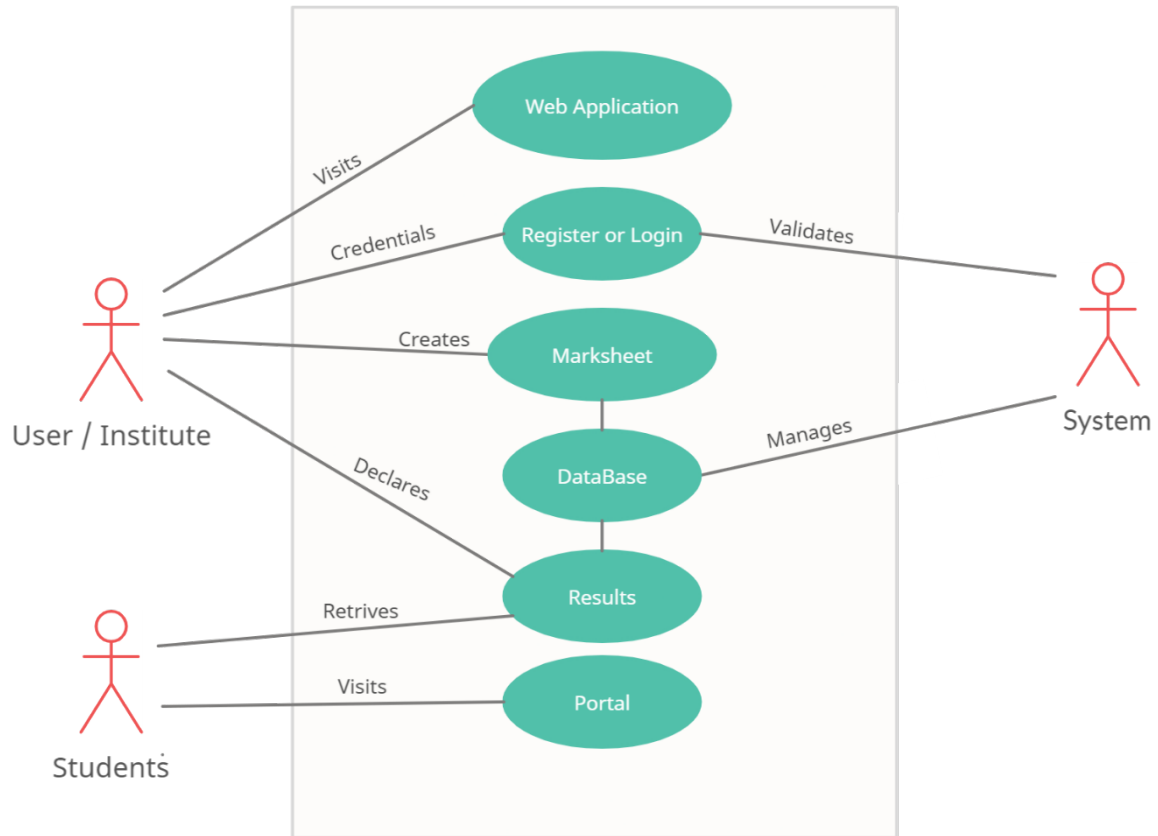 Web Application
Visits
Credentials
Register or Login
Validates
Creates
Marksheet
User / Institute
System
Manages
DataBase
Declares
Results
Retrives
Visits
Portal
Students